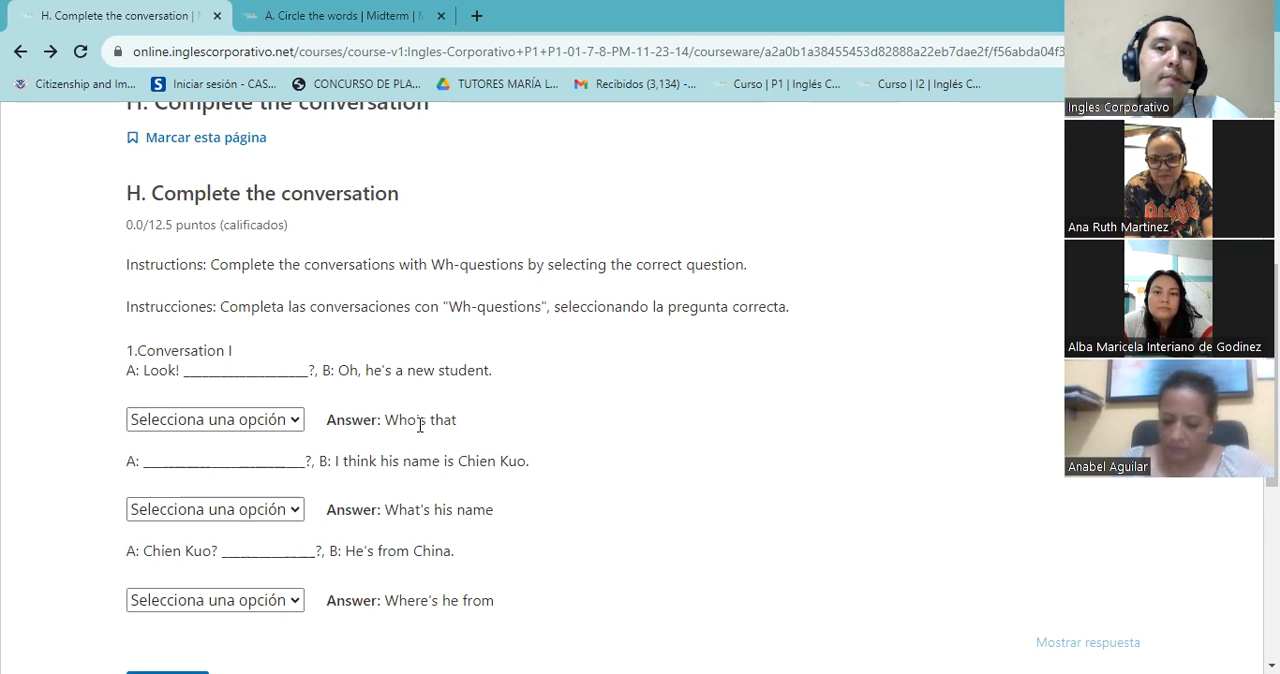 H. Complete the conversation |
A. Circle the words | Midterm |
online.inglescorporativo.net/courses/course-v1:Ingles-Corporativo+P1+P1-01-7-8-PM-11-23-14/courseware/a2a0b1a38455453d82888a22eb7dae2f/f56abda04f3
Citizenship and Im...
Iniciar sesión - CAS...
CONCURSO DE PLA...
TUTORES MARÍA L...
Recibidos (3,134) -...
Curso | P1 | Inglés C...
Curso | I2 | Inglés C...
H. Complete the conversation
Marcar esta página
H. Complete the conversation
0.0/12.5 puntos (calificados)
Instructions: Complete the conversations with Wh-questions by selecting the correct question.
Instrucciones: Completa las conversaciones con "Wh-questions", seleccionando la pregunta correcta.
1.Conversation I
A: Look! ____________________?, B: Oh, he's a new student.
Selecciona una opción Answer: Who's that
A: __________________________?, B: I think his name is Chien Kuo.
Selecciona una opción Answer: What's his name
A: Chien Kuo? _______________?, B: He's from China.
Selecciona una opción Answer: Where's he from
Mostrar respuesta
Ingles Corporativo
Ana Ruth Martinez
Alba Maricela Interiano de Godinez
Anabel Aguilar